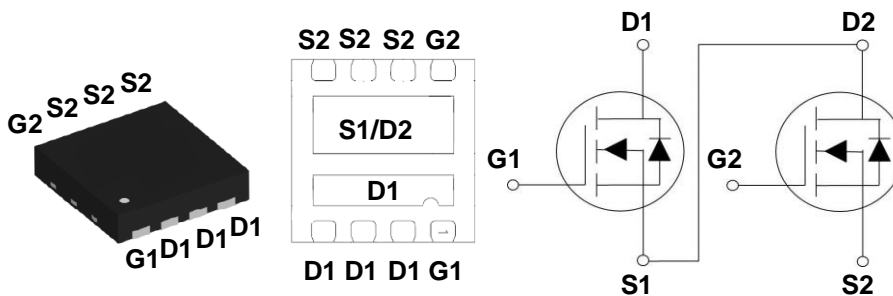 G2 S2 S2 S2
G1 D1 D1 D1
S2 S2 S2 G2
S1/D2
D1
1
D1 D1 D1 G1
D1 D2
G1 G2
S1 S2